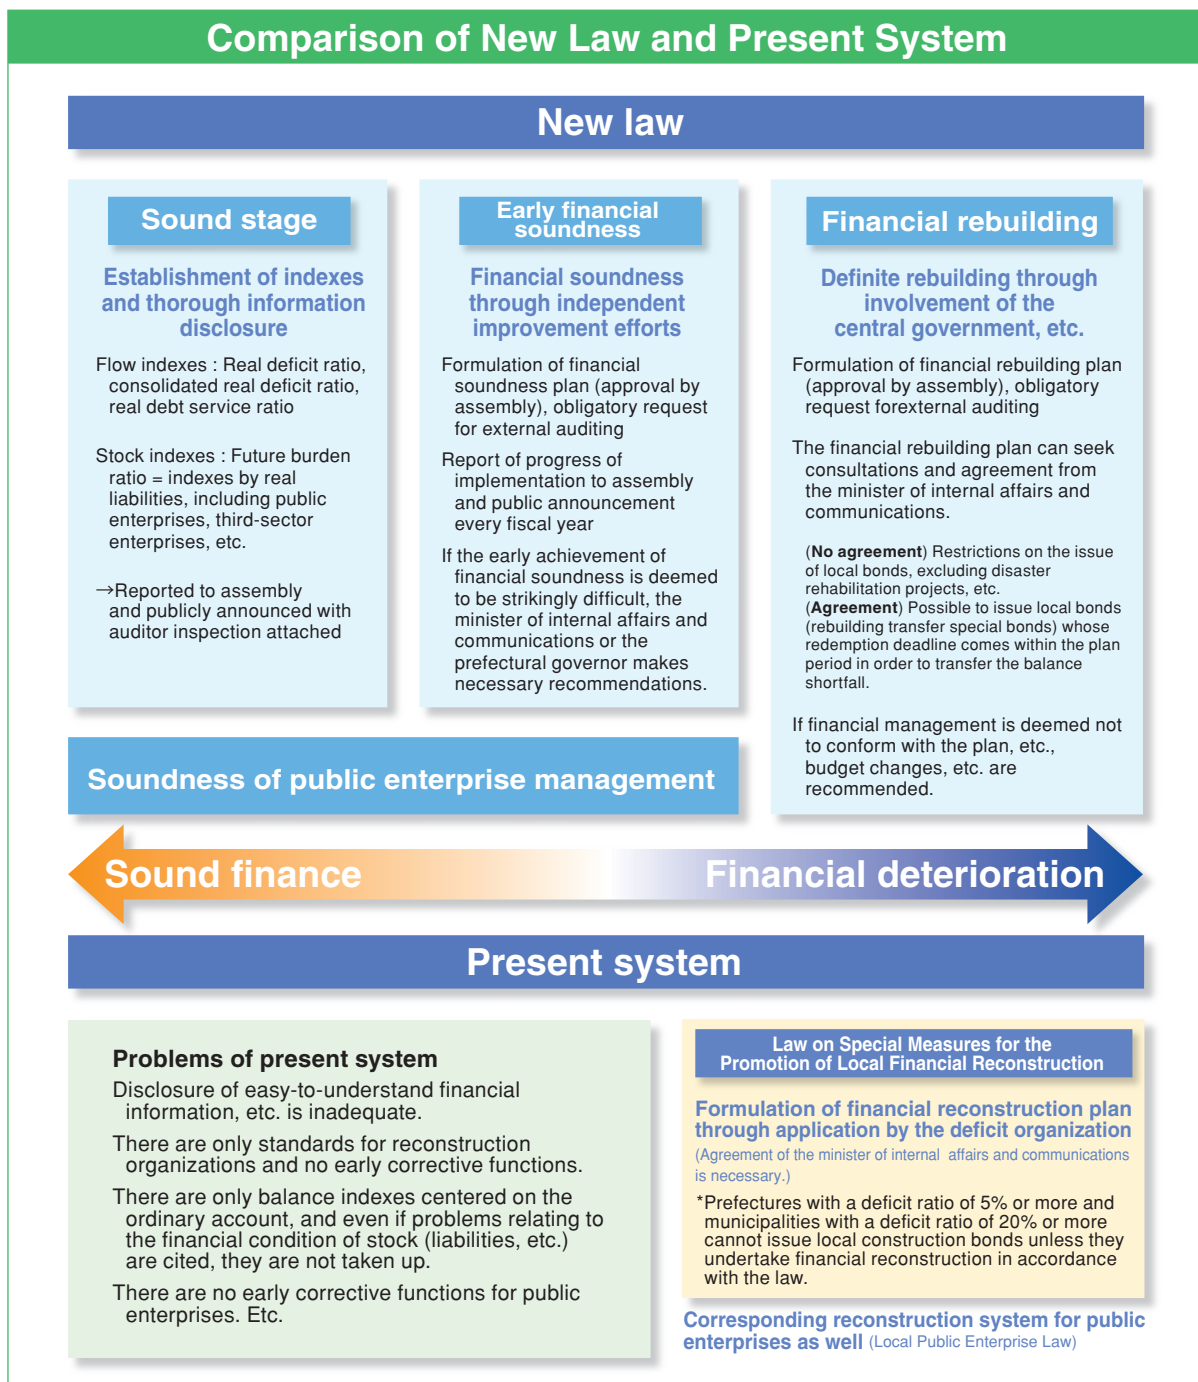 Comparison of New Law and Present System
New law
Sound stage
Establishment of indexes
and thorough information
disclosure
Flow indexes : Real deficit ratio,
consolidated real deficit ratio,
real debt service ratio
Stock indexes : Future burden
ratio = indexes by real
liabilities, including public
enterprises, third-sector
enterprises, etc.
→Reported to assembly
and publicly announced with
auditor inspection attached
Early financial
soundness
Financial soundness
through independent
improvement efforts
Formulation of financial
soundness plan (approval by
assembly), obligatory request
for external auditing
Report of progress of
implementation to assembly
and public announcement
every fiscal year
If the early achievement of
financial soundness is deemed
to be strikingly difficult, the
minister of internal affairs and
communications or the
prefectural governor makes
necessary recommendations.
Financial rebuilding
Definite rebuilding through
involvement of the
central government, etc.
Formulation of financial rebuilding plan
(approval by assembly), obligatory
request forexternal auditing
The financial rebuilding plan can seek
consultations and agreement from
the minister of internal affairs and
communications.
(No agreement) Restrictions on the issue
of local bonds, excluding disaster
rehabilitation projects, etc.
(Agreement) Possible to issue local bonds
(rebuilding transfer special bonds) whose
redemption deadline comes within the plan
period in order to transfer the balance
shortfall.
If financial management is deemed not
to conform with the plan, etc.,
budget changes, etc. are
recommended.
Soundness of public enterprise management
Sound finance
Financial deterioration
Present system
Problems of present system
Disclosure of easy-to-understand financial
information, etc. is inadequate.
There are only standards for reconstruction
organizations and no early corrective functions.
There are only balance indexes centered on the
ordinary account, and even if problems relating to
the financial condition of stock (liabilities, etc.)
are cited, they are not taken up.
There are no early corrective functions for public
enterprises. Etc.
Law on Special Measures for the
Promotion of Local Financial Reconstruction
Formulation of financial reconstruction plan
through application by the deficit organization
(Agreement of the minister of internal affairs and communications
is necessary.)
*Prefectures with a deficit ratio of 5% or more and
municipalities with a deficit ratio of 20% or more
cannot issue local construction bonds unless they
undertake financial reconstruction in accordance
with the law.
Corresponding reconstruction system for public
enterprises as well (Local Public Enterprise Law)